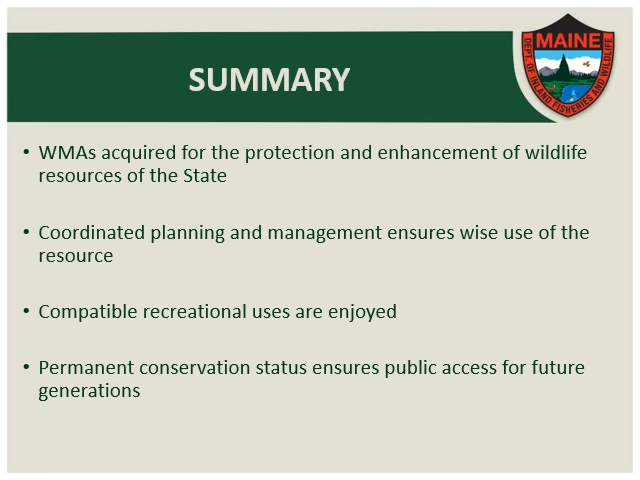 SUMMARY
MAINE
DEPT. OF INLAND FISHERIES AND WILDLIFE
• WMAs acquired for the protection and enhancement of wildlife
resources of the State
• Coordinated planning and management ensures wise use of the
resource
• Compatible recreational uses are enjoyed
• Permanent conservation status ensures public access for future
generations